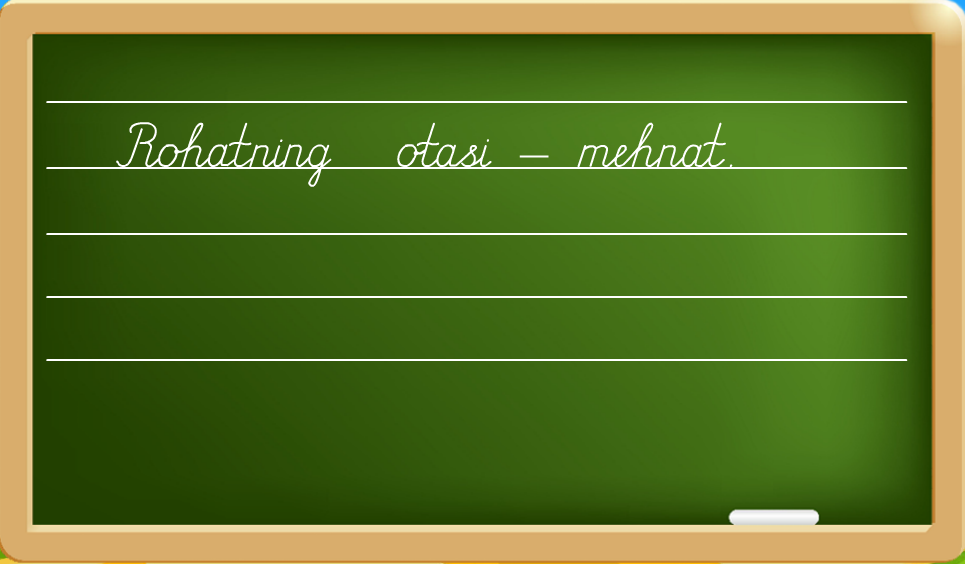 Rohatning otasi – mehnat.